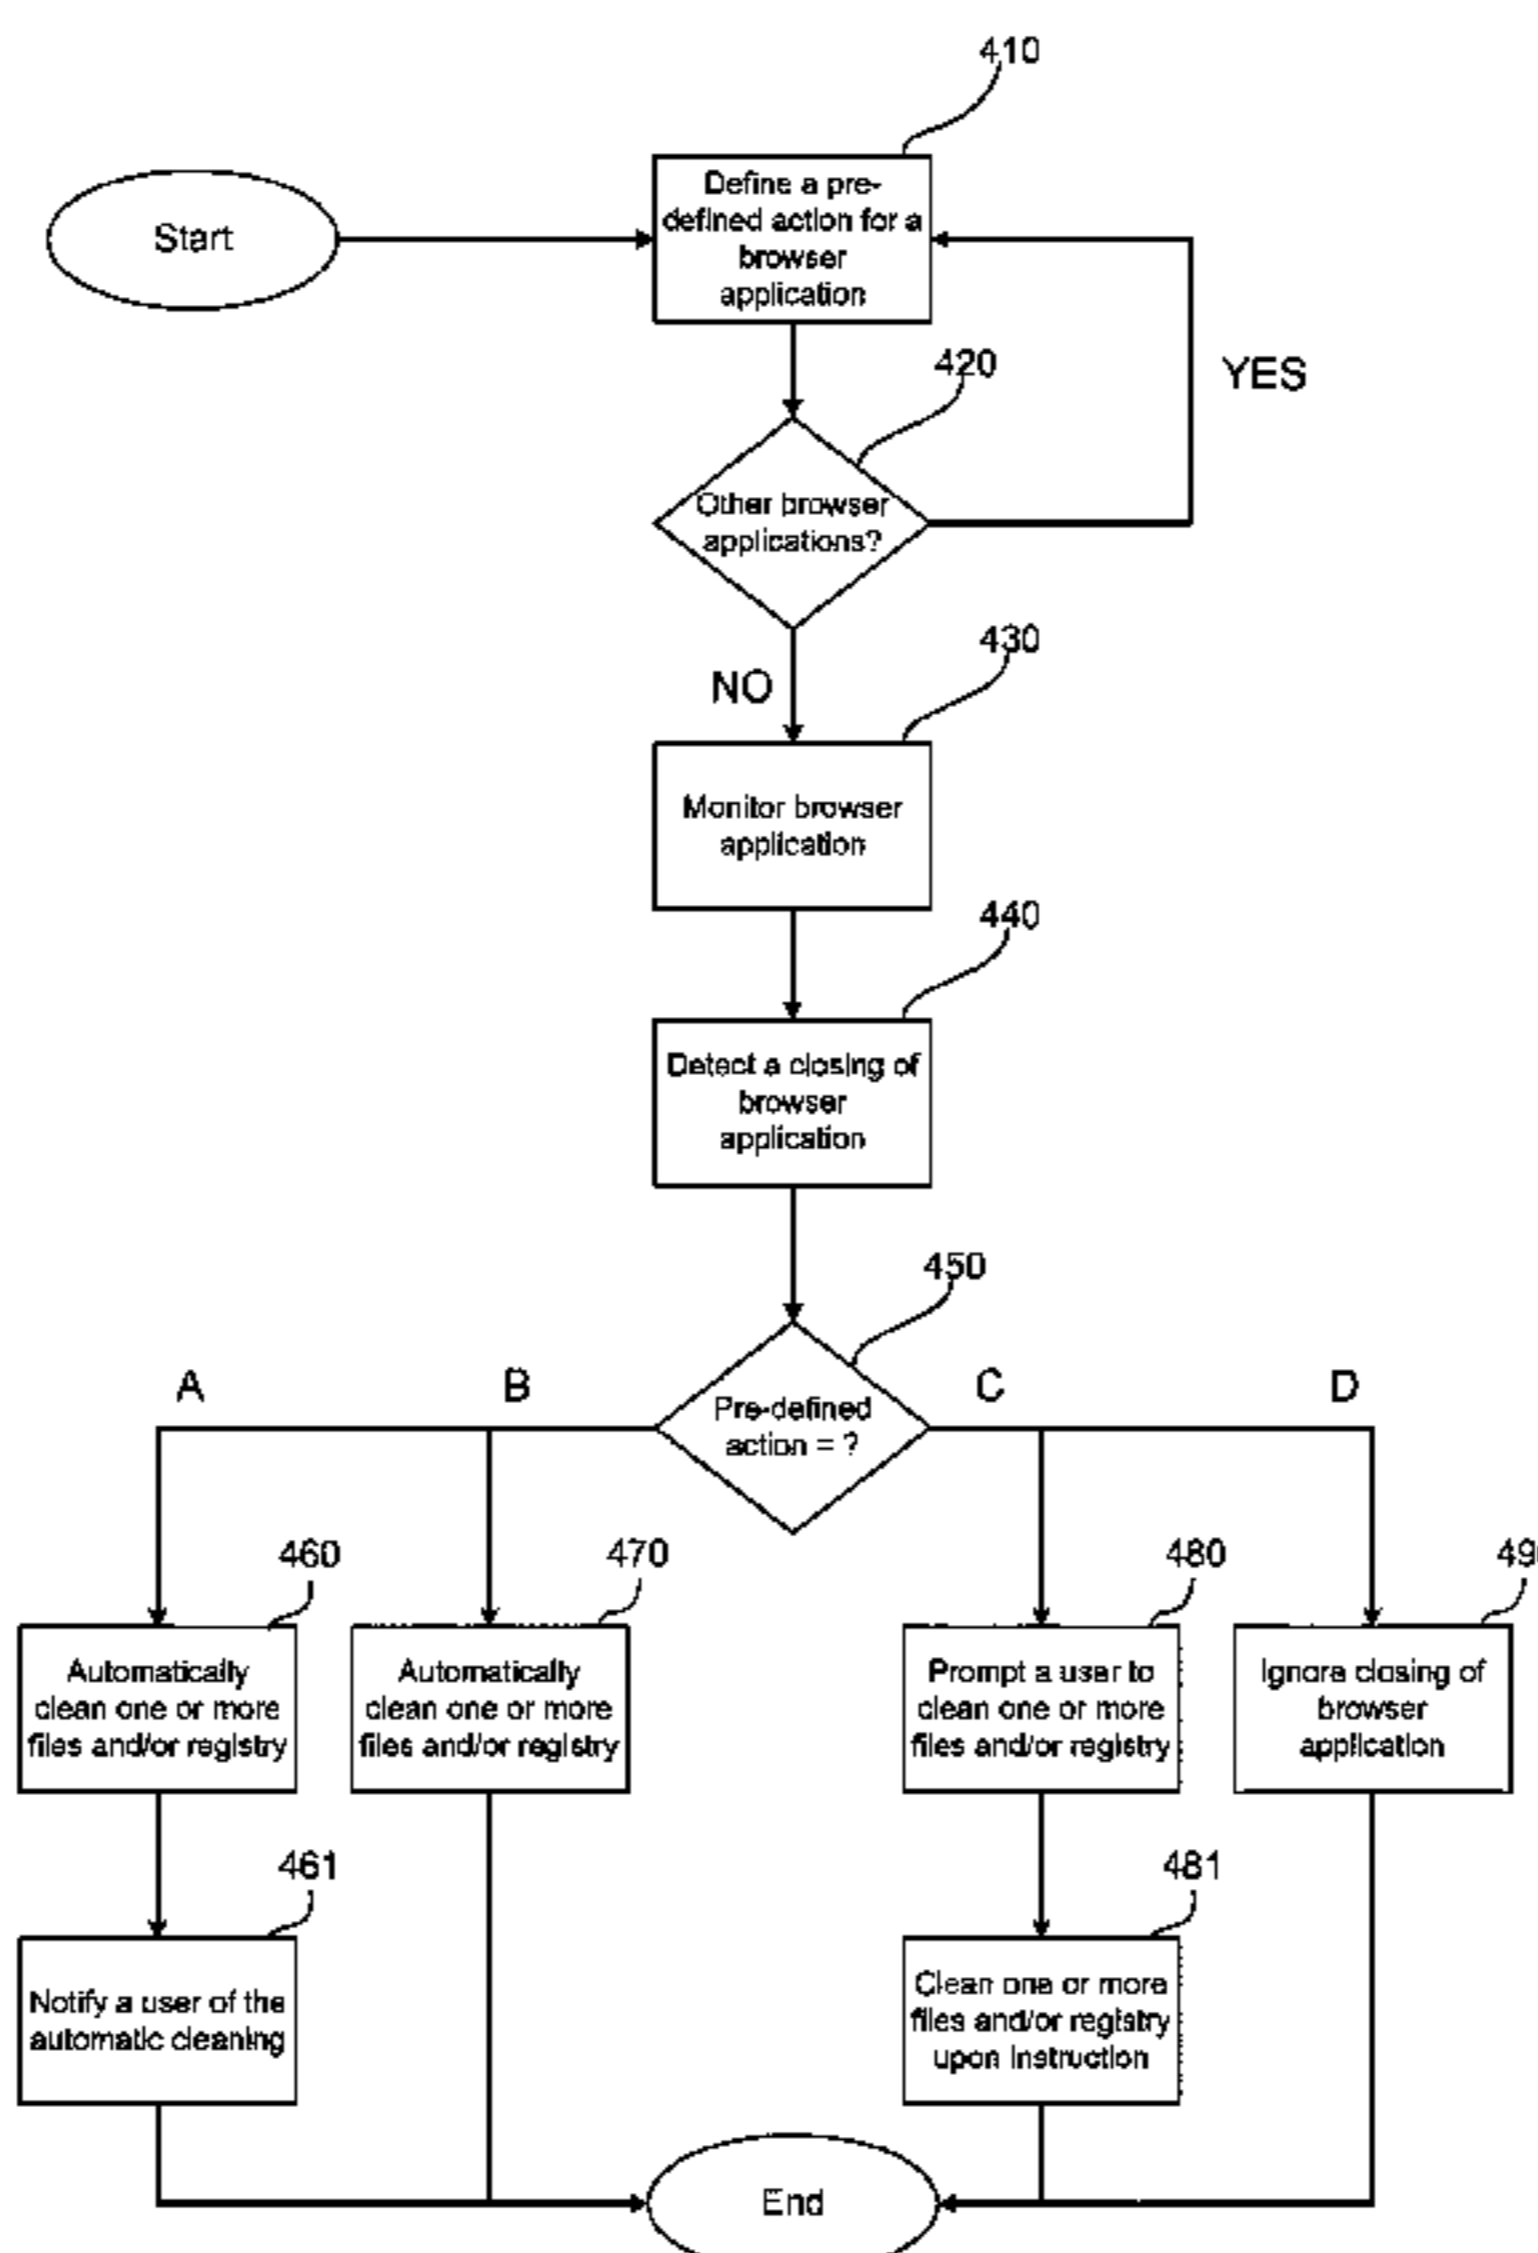 410
Start
Define a pre-
defined action for a
browser
application
420
YES
Other browser
applications?
430
NO
Monitor browser
application
440
Detect a closing of
browser
application
450
A
B
C
D
Pre-defined
action = ?
460
470
480
Automatically
clean one or more
files and/or registry
Automatically
clean one or more
files and/or registry
Prompt a user to
clean one or more
files and/or registry
Ignore closing of
browser
application
461
481
Notify a user of the
automatic cleaning
Clean one or more
files and/or registry
upon instruction
End